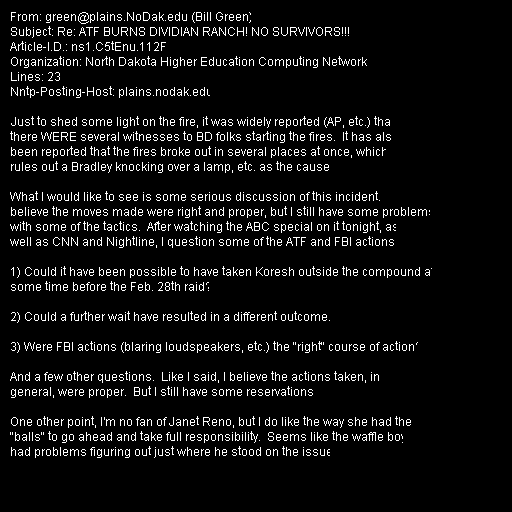 From: green@plains.NoDak.edu (Bill Green)
Subject: Re: ATF BURNS DIVIDIAN RANCH! NO SURVIVORS!!!
Article-I.D.: ns1.C5tEnu.112F
Organization: North Dakota Higher Education Computing Network
Lines: 23
Nntp-Posting-Host: plains.nodak.edu
Just to shed some light on the fire, it was widely reported (AP, etc.) tha
there WERE several witnesses to BD folks starting the fires. It has als
been reported that the fires broke out in several places at once, which
rules out a Bradley knocking over a lamp, etc. as the cause
What I would like to see is some serious discussion of this incident.
believe the moves made were right and proper, but I still have some problems
with some of the tactics. After watching the ABC special on it tonight, as
well as CNN and Nightline, I question some of the ATF and FBI actions
1) Could it have been possible to have taken Koresh outside the compound a
some time before the Feb. 28th raid?
2) Could a further wait have resulted in a different outcome.
3) Were FBI actions (blaring loudspeakers, etc.) the "right" course of action?
And a few other questions. Like I said, I believe the actions taken, in
general, were proper. But I still have some reservations
One other point, I'm no fan of Janet Reno, but I do like the way she had the
"balls" to go ahead and take full responsibility. Seems like the waffle boy
had problems figuring out just where he stood on the issue